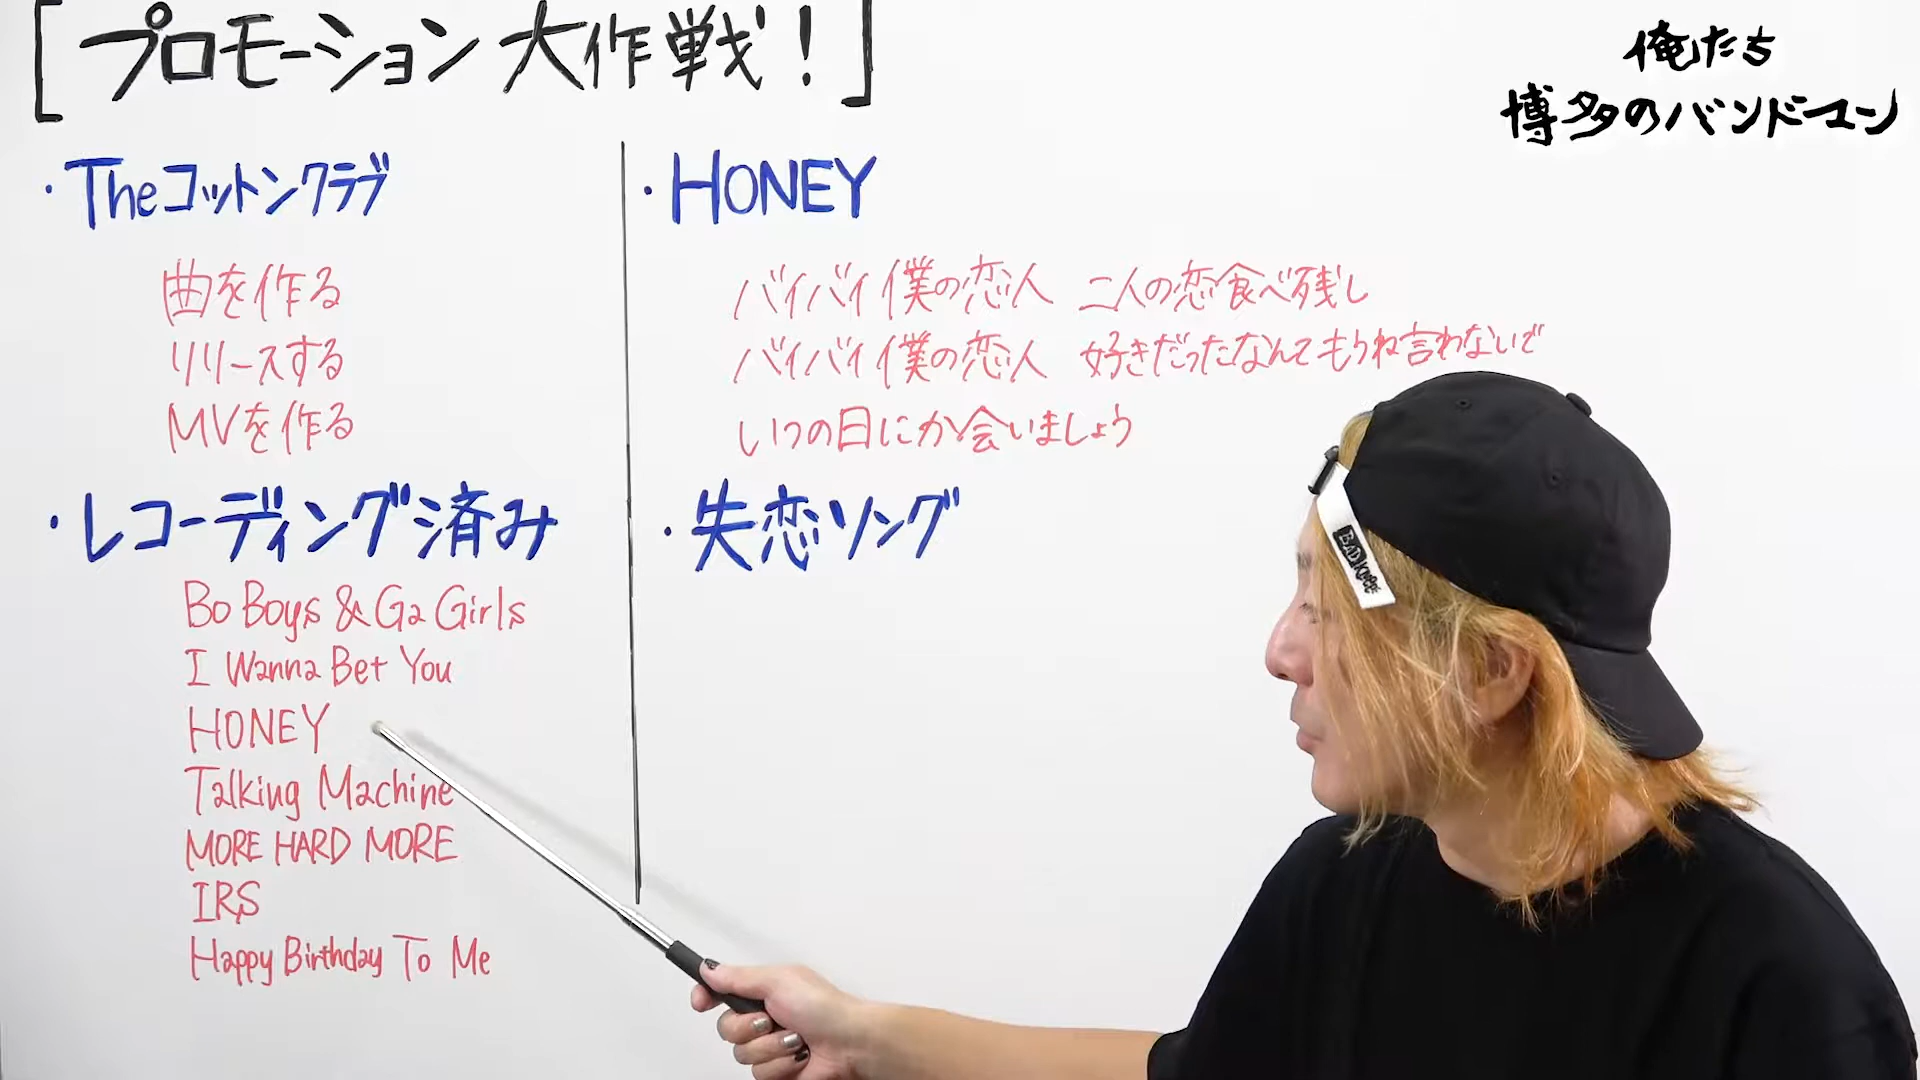 [プロモーション大作戦!]
俺たち
博多のバンドマン
・Theコットンクラブ
曲を作る
リリースする
MVを作る
・レコーディング済み
Bo Boys & Ga Girls
I Wanna Bet You
HONEY
Talking Machine
MORE HARD MORE
IRS
Happy Birthday To Me
・HONEY
バイバイ僕の恋人 二人の恋食べ残し
バイバイ僕の恋人 好きだったなんてもうね言わないで
いつの日にか会いましょう
・失恋ソング
BAD